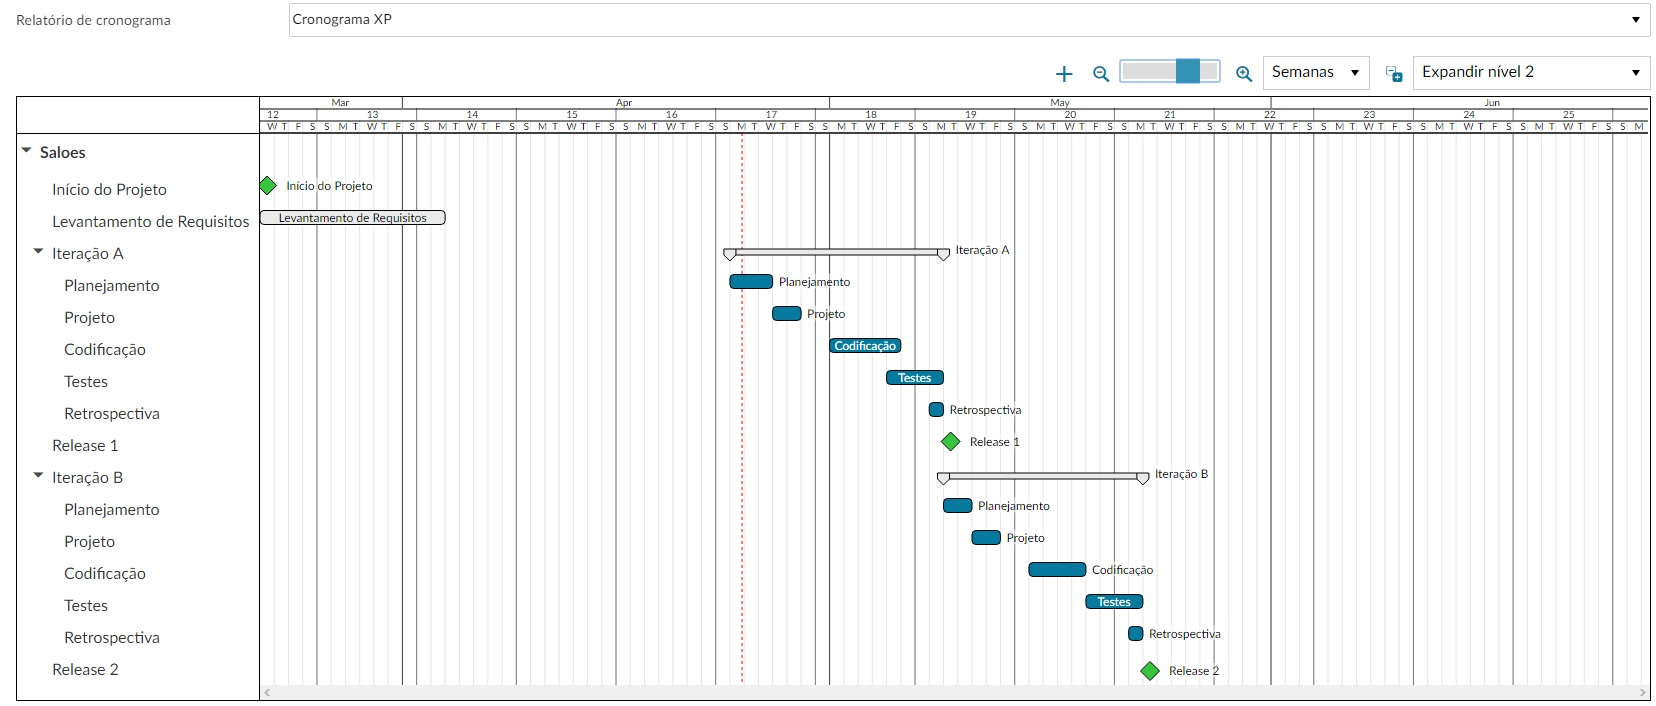 Relatório de cronograma
Cronograma XP
Semanas
Expandir nível 2
Mar Apr May Jun
12 13 14 15 16 17 18 19 20 21 22 23 24 25
W T F S S M T W T F S S M T W T F S S M T W T F S S M T W T F S S M T W T F S S M T W T F S S M T W T F S S M T W T F S S M T W T F S S M T W T F S S M T W T F S S M T W T F S S M T W T F S S M
Saloes
Início do Projeto Início do Projeto
Levantamento de Requisitos Levantamento de Requisitos
Iteração A Iteração A
Planejamento Planejamento
Projeto Projeto
Codificação Codificação
Testes Testes
Retrospectiva Retrospectiva
Release 1 Release 1
Iteração B Iteração B
Planejamento Planejamento
Projeto Projeto
Codificação Codificação
Testes Testes
Retrospectiva Retrospectiva
Release 2 Release 2